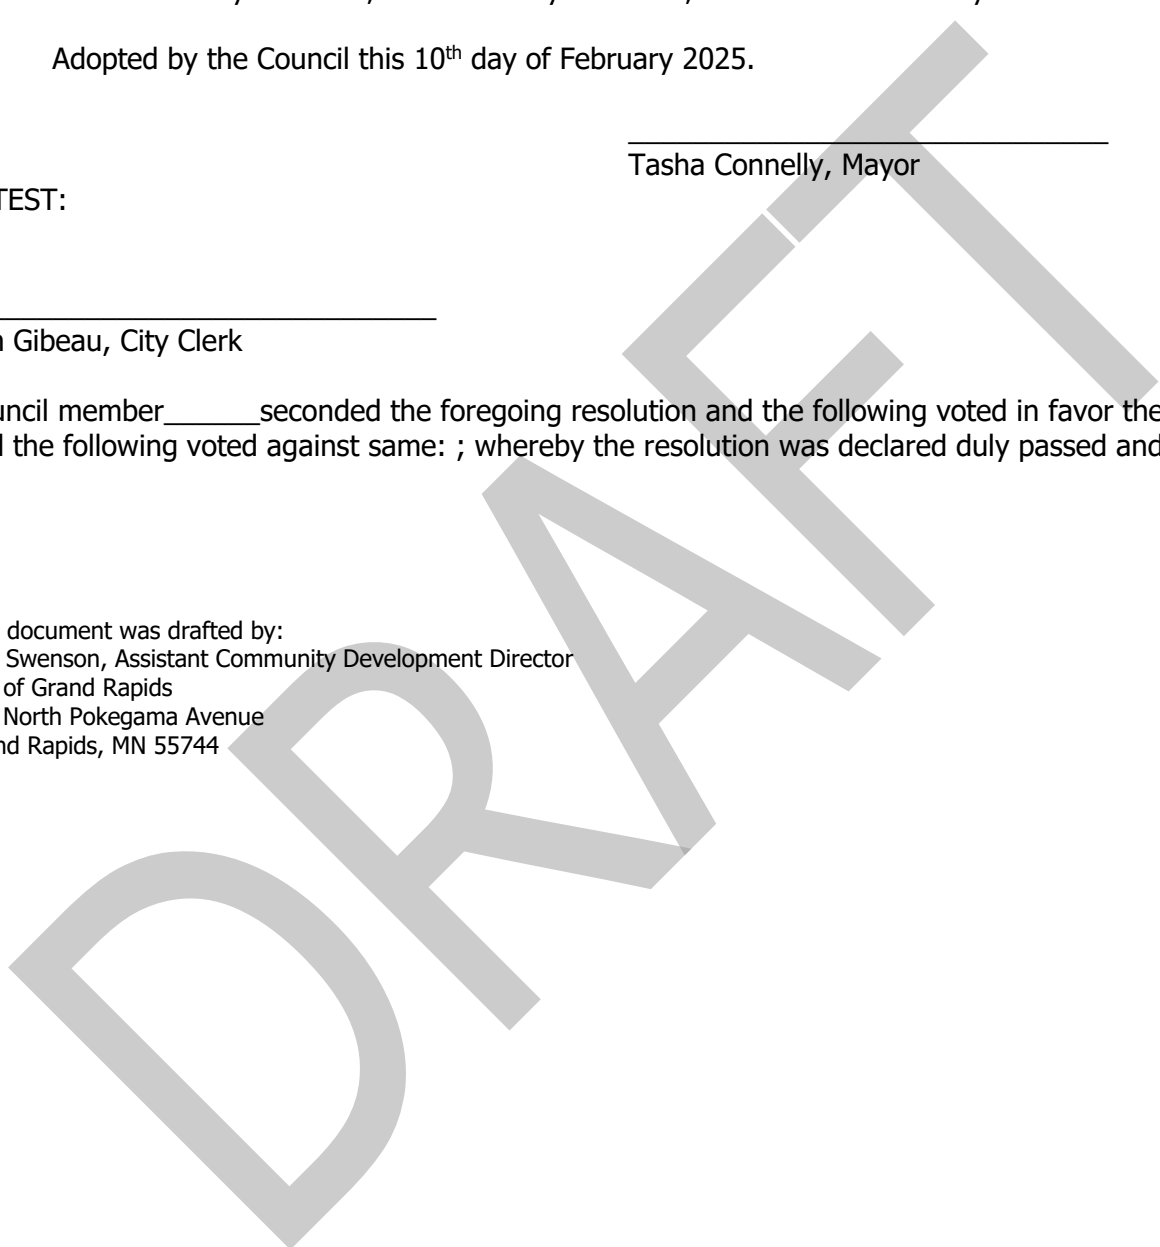 Adopted by the Council this 10th day of February 2025.
Tasha Connelly, Mayor
TEST:
Gibeau, City Clerk
uncil member______seconded the foregoing resolution and the following voted in favor the
the following voted against same: ; whereby the resolution was declared duly passed and
document was drafted by:
Swenson, Assistant Community Development Director
of Grand Rapids
North Pokegama Avenue
nd Rapids, MN 55744
DRAFT